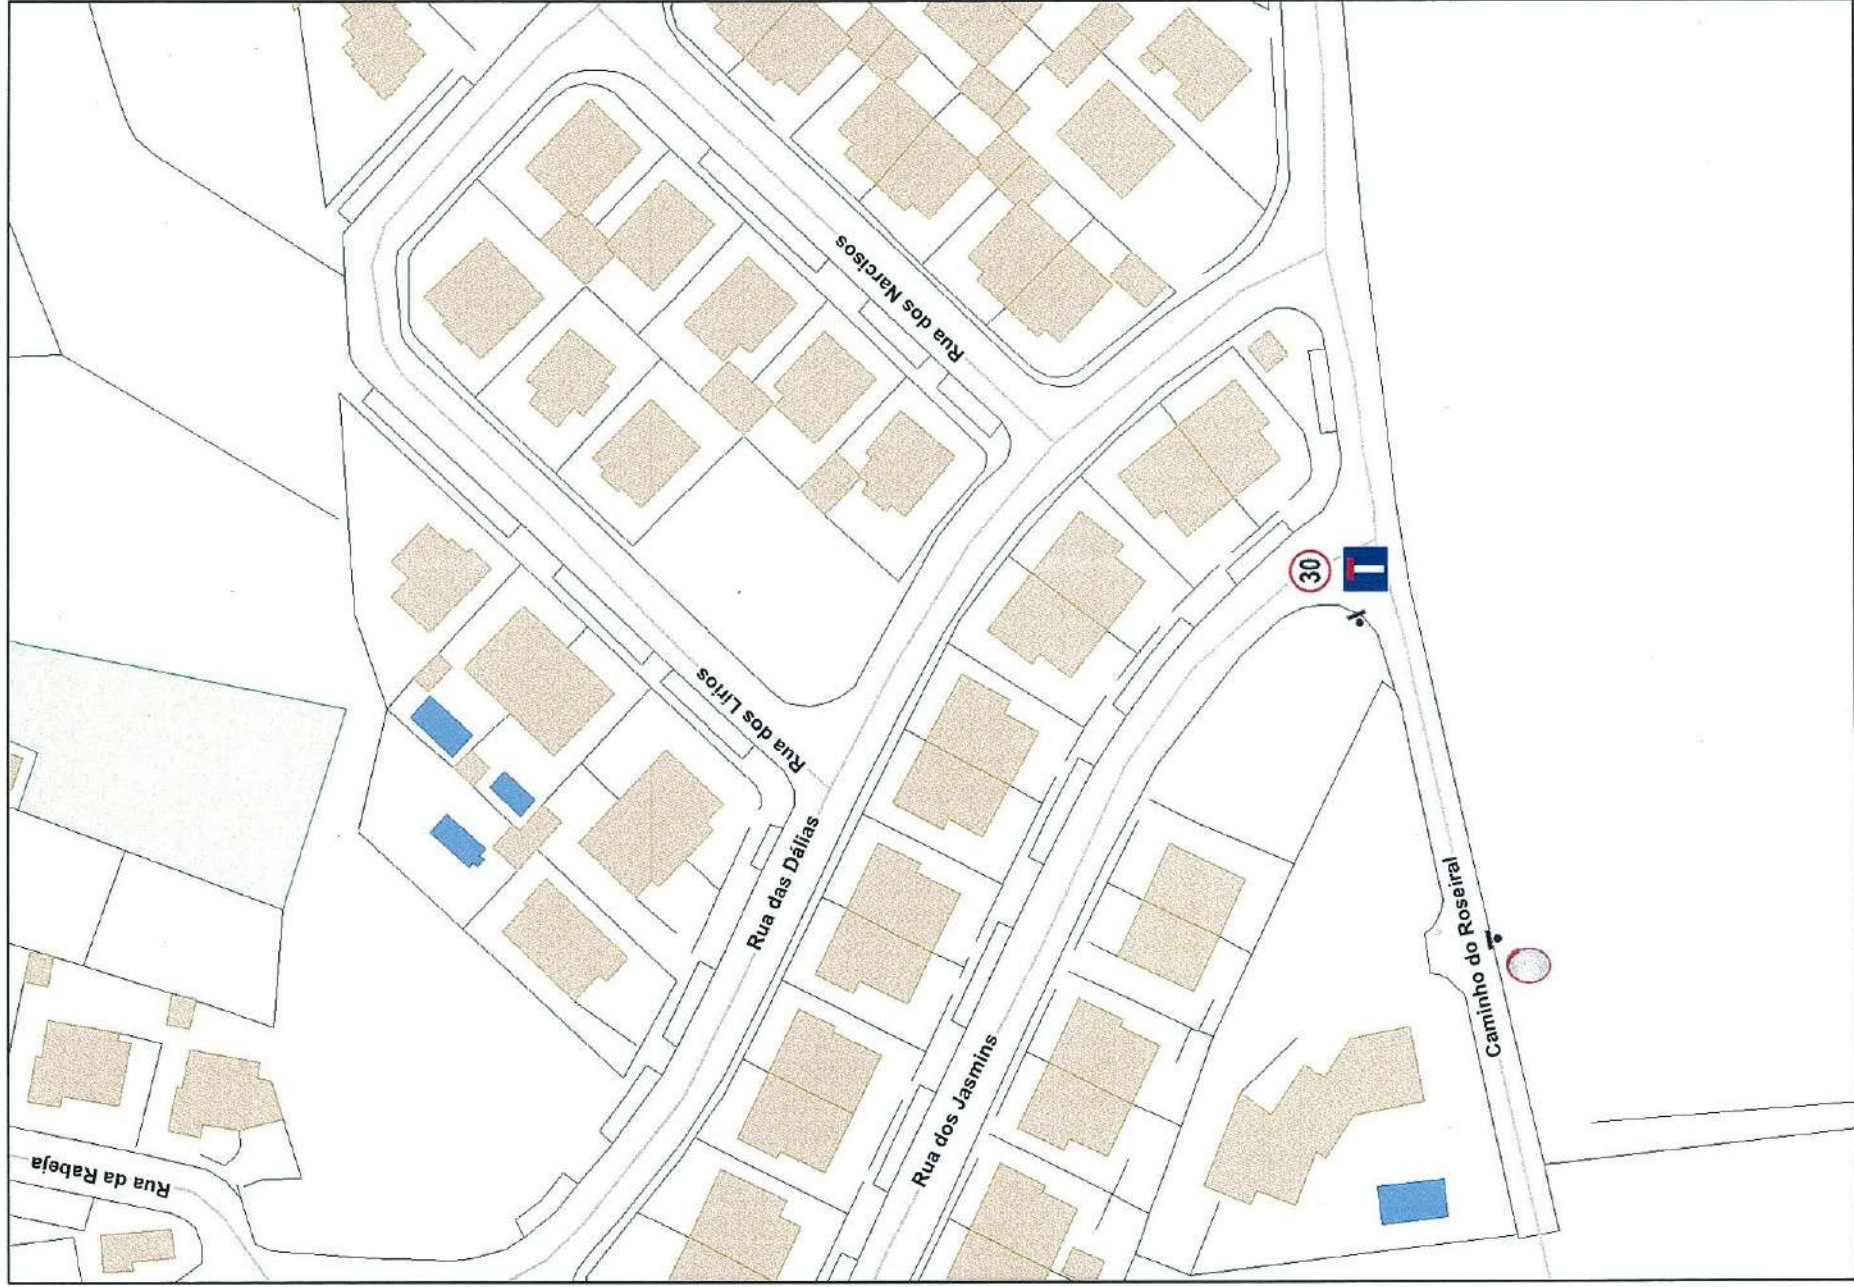 Rua dos Narcisos
Rua dos Lírios
30
Rua das Dálias
Caminho do Roseiral
Rua dos Jasmins
Rua da Rabeja